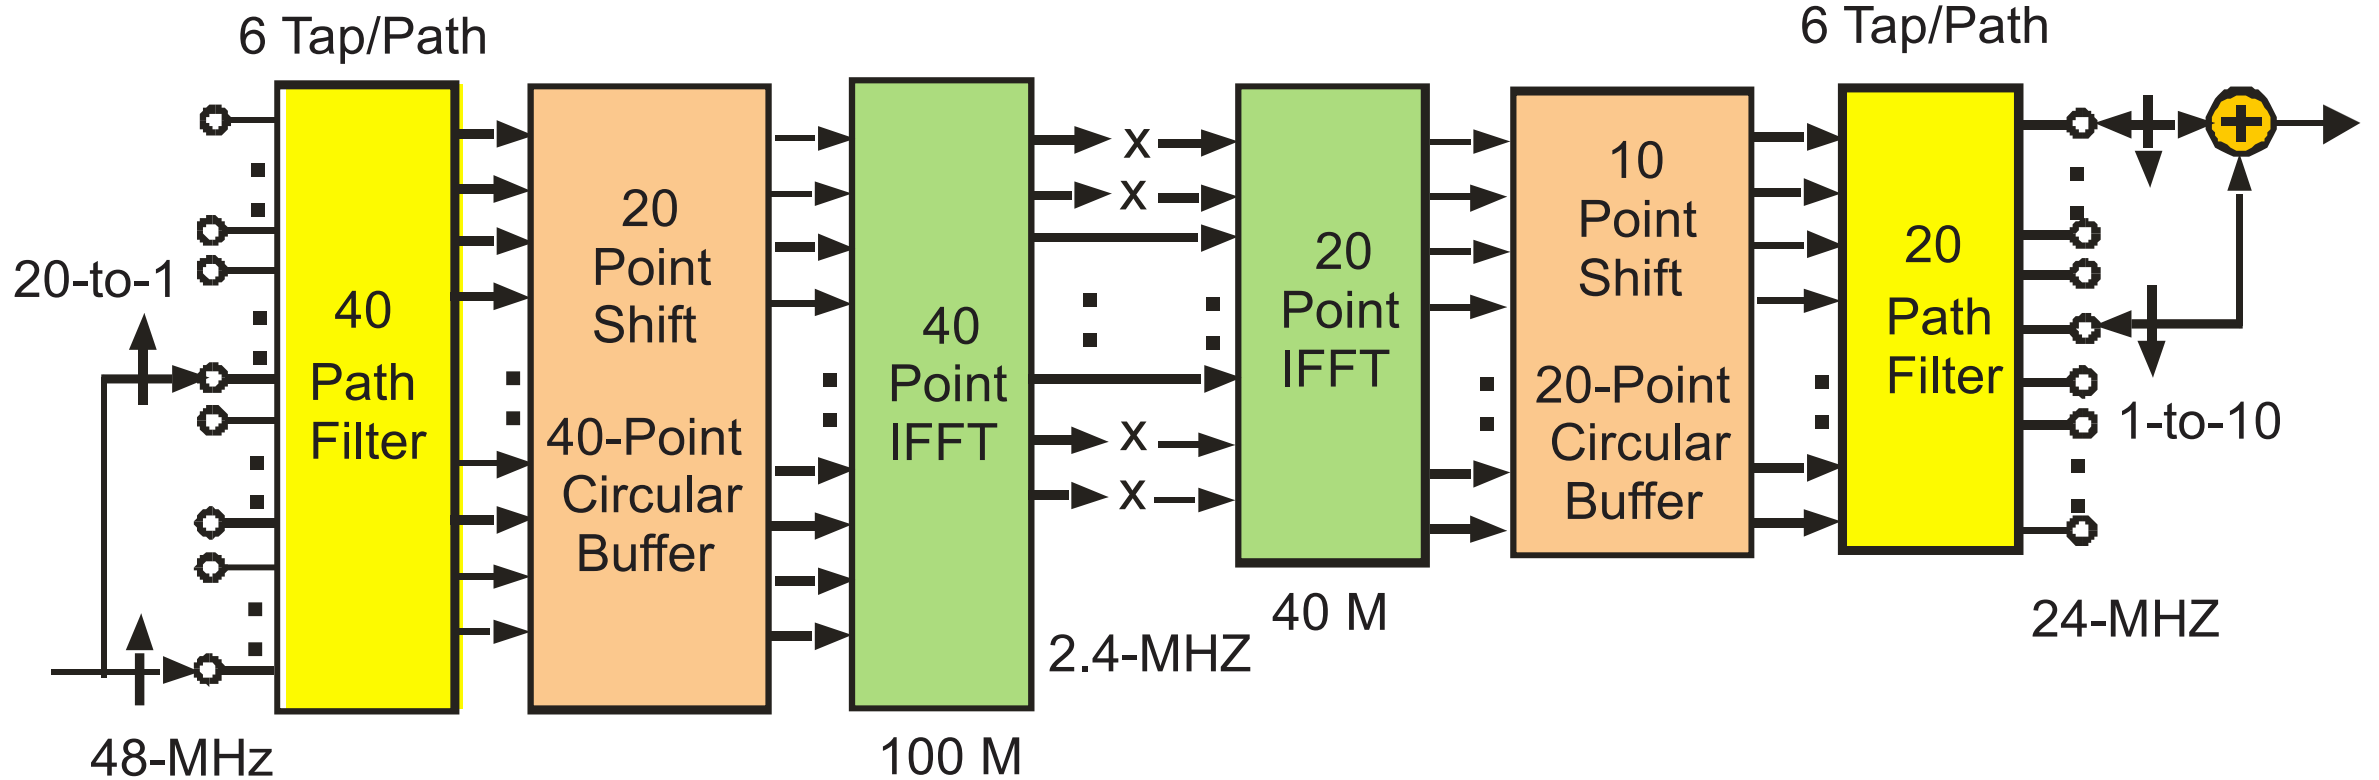 6 Tap/Path
6 Tap/Path
20-to-1
48-MHz
40
Path
Filter
20
Point
Shift
40-Point
Circular
Buffer
40
Point
IFFT
100 M
x
x
x
x
2.4-MHZ
20
Point
IFFT
40 M
10
Point
Shift
20-Point
Circular
Buffer
20
Path
Filter
+
1-to-10
24-MHZ